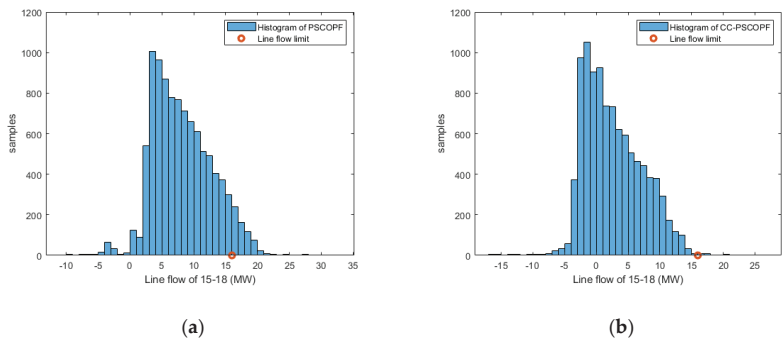 1200
1000
800
600
400
200
0
samples
-10 -5 0 5 10 15 20 25 30 35
Line flow of 15-18 (MW)
Histogram of PSCOPF
Line flow limit
(a)
1200
1000
800
600
400
200
0
samples
-15 -10 -5 0 5 10 15 20 25
Line flow of 15-18 (MW)
Histogram of CC-PSCOPF
Line flow limit
(b)